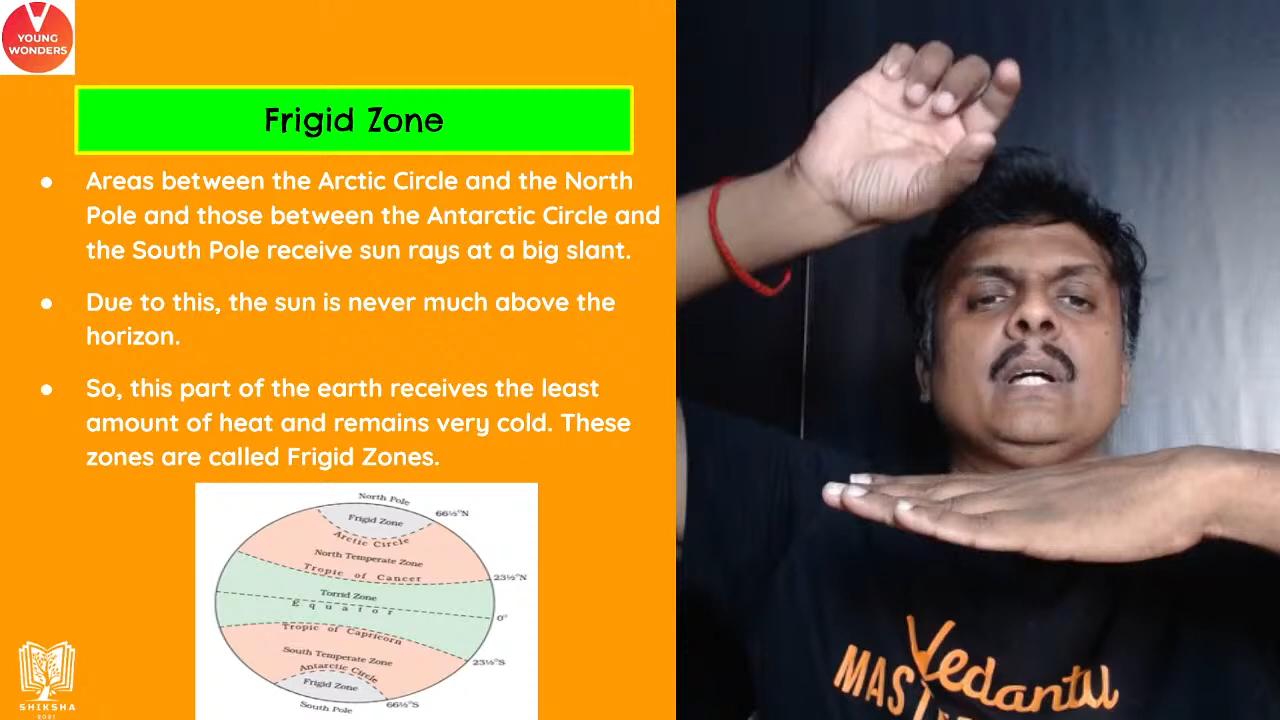 YOUNG
WONDERS
Frigid Zone
● Areas between the Arctic Circle and the North
Pole and those between the Antarctic Circle and
the South Pole receive sun rays at a big slant.
● Due to this, the sun is never much above the
horizon.
● So, this part of the earth receives the least
amount of heat and remains very cold. These
zones are called Frigid Zones.
North Pole
66½°N
Frigid Zone
Arctic Circle
North Temperate Zone
Tropic of Cancer
23½°N
Torrid Zone
Equator
0°
Tropic of Capricorn
South Temperate Zone
23½°S
Antarctic Circle
Frigid Zone
66½°S
South Pole
SHIKSHA
2021
Vedantu